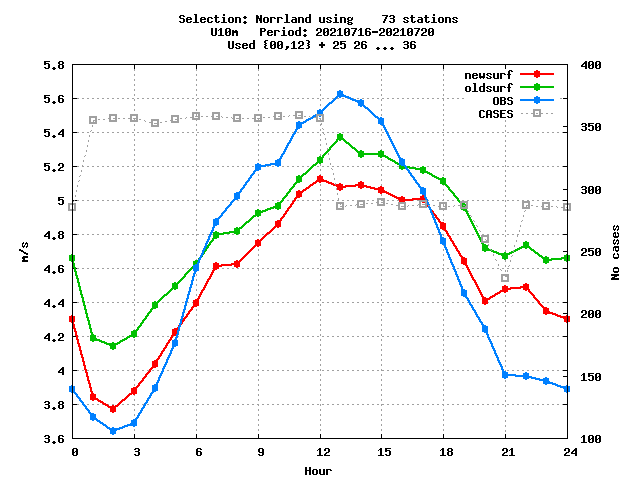 Selection: Norrland using    73 stations
U10m   Period: 20210716-20210720
Used {00,12} + 25 26 ... 36
newsurf
oldsurf
OBS
CASES
5.8
5.6
5.4
5.2
5
4.8
4.6
4.4
4.2
4
3.8
3.6
m/s
400
350
300
250
200
150
100
No cases
0 3 6 9 12 15 18 21 24
Hour